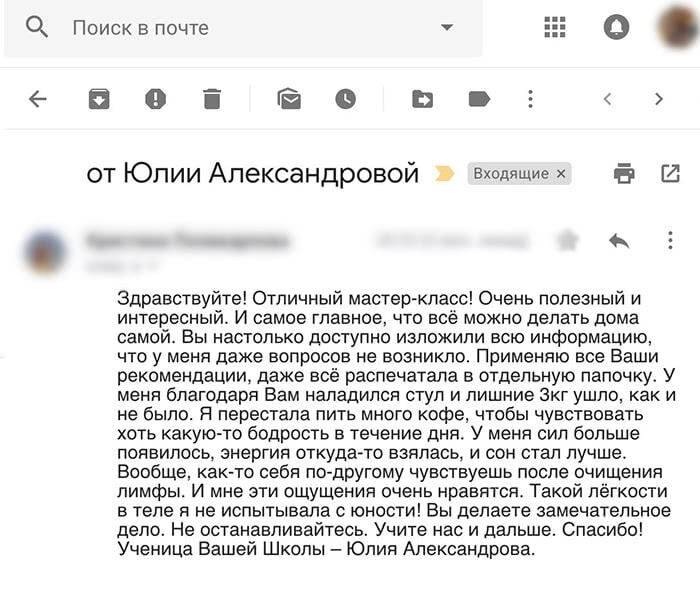 Поиск в почте
от Юлии Александровой
Входящие ×
Здравствуйте! Отличный мастер-класс! Очень полезный и
интересный. И самое главное, что всё можно делать дома
самой. Вы настолько доступно изложили всю информацию,
что у меня даже вопросов не возникло. Применяю все Ваши
рекомендации, даже всё распечатала в отдельную папочку. У
меня благодаря Вам наладился стул и лишние 3кг ушло, как и
не было. Я перестала пить много кофе, чтобы чувствовать
хоть какую-то бодрость в течение дня. У меня сил больше
появилось, энергия откуда-то взялась, и сон стал лучше.
Вообще, как-то себя по-другому чувствуешь после очищения
лимфы. И мне эти ощущения очень нравятся. Такой лёгкости
в теле я не испытывала с юности! Вы делаете замечательное
дело. Не останавливайтесь. Учите нас и дальше. Спасибо!
Ученица Вашей Школы – Юлия Александрова.